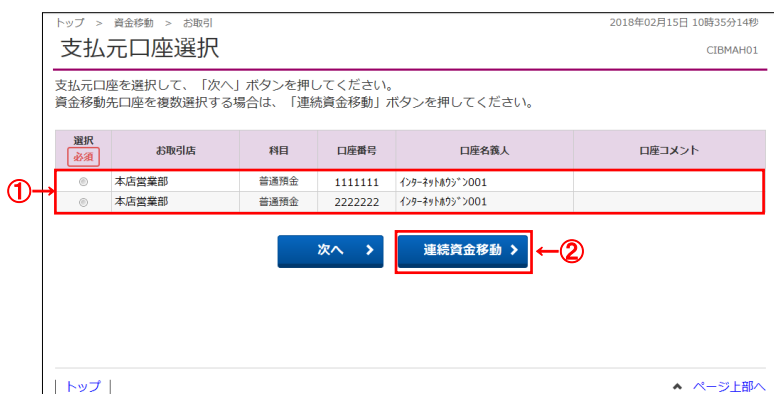 トップ > 資金移動 > お取引
2018年02月15日 10時35分14秒
支払元口座選択
CIBMAH01
支払元口座を選択して、「次へ」ボタンを押してください。
資金移動先口座を複数選択する場合は、「連続資金移動」ボタンを押してください。
選択 必須 お取引店 科目 口座番号 口座名義人 口座コメント
① 本店営業部 普通預金 1111111 インターネットホウジン001
本店営業部 普通預金 2222222 インターネットホウジン001
次へ 連続資金移動 ②
トップ
ページ上部へ